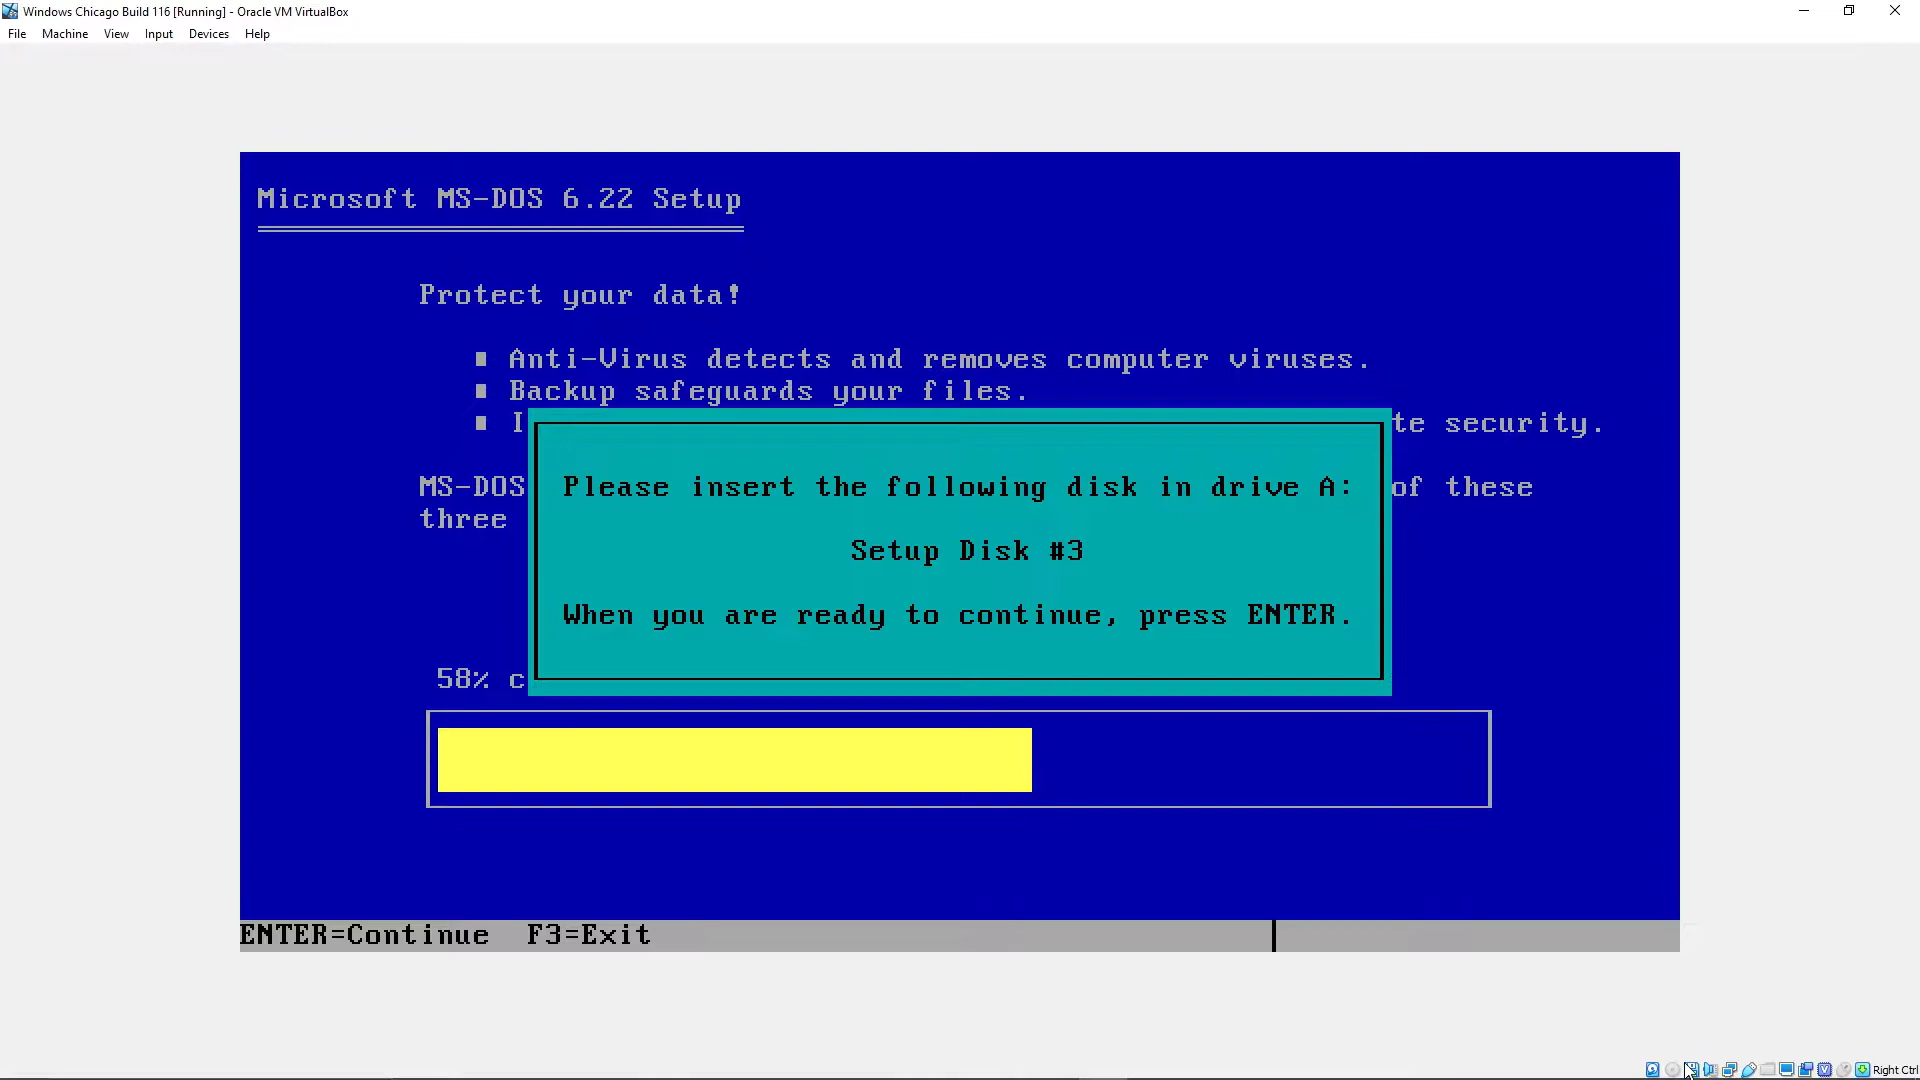 Windows Chicago Build 116 [Running] - Oracle VM VirtualBox
File Machine View Input Devices Help
Microsoft MS-DOS 6.22 Setup
Protect your data!
Anti-Virus detects and removes computer viruses.
Backup safeguards your files.
I te security.
MS-DOS of these
three
Please insert the following disk in drive A:
Setup Disk #3
When you are ready to continue, press ENTER.
58% c
ENTER=Continue F3=Exit
Right Ctrl